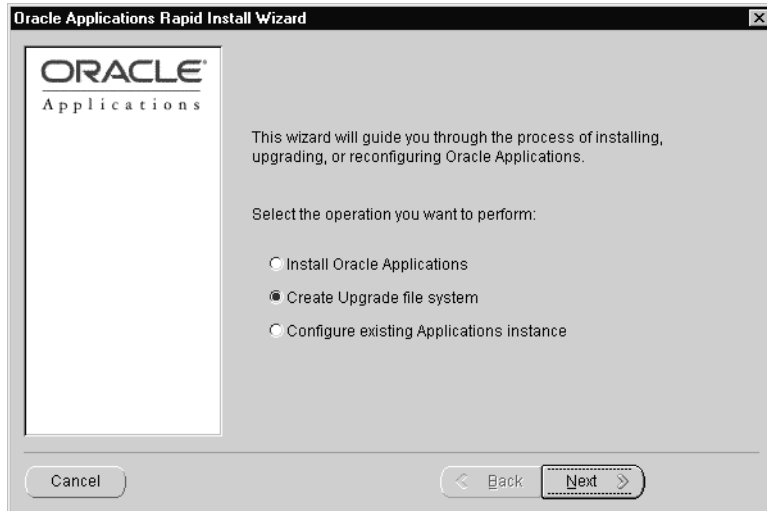 Oracle Applications Rapid Install Wizard
ORACLE
Applications
This wizard will guide you through the process of installing,
upgrading, or reconfiguring Oracle Applications.
Select the operation you want to perform:
Install Oracle Applications
Create Upgrade file system
Configure existing Applications instance
Cancel
Back
Next